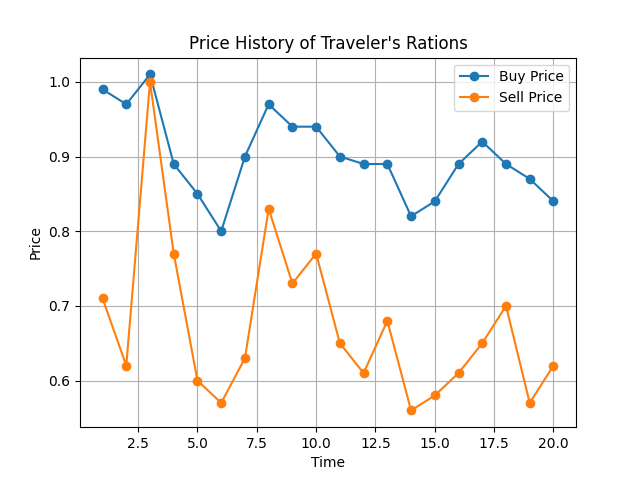 Price History of Traveler's Rations
Buy Price
Sell Price
1.0
0.9
0.8
0.7
0.6
Price
2.5 5.0 7.5 10.0 12.5 15.0 17.5 20.0
Time